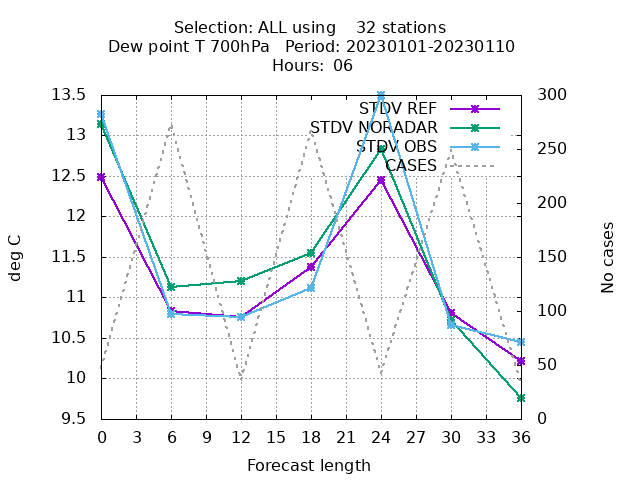 Selection: ALL using    32 stations
Dew point T 700hPa   Period: 20230101-20230110
Hours: 06
STDV REF
STDV NORADAR
STDV OBS
CASES
deg C
13.5
13
12.5
12
11.5
11
10.5
10
9.5
300
250
200
150
100
50
0
No cases
0 3 6 9 12 15 18 21 24 27 30 33 36
Forecast length